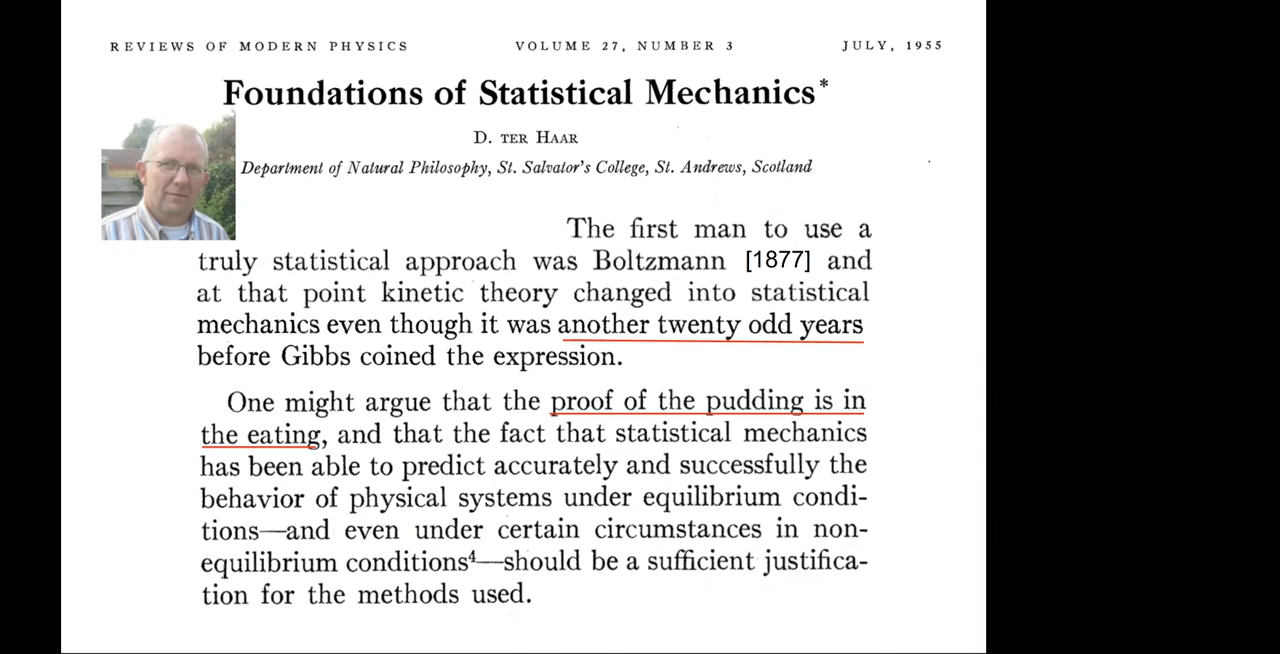 REVIEWS OF MODERN PHYSICS VOLUME 27, NUMBER 3 JULY, 1955
Foundations of Statistical Mechanics*
D. TER HAAR
Department of Natural Philosophy, St. Salvator's College, St. Andrews, Scotland
The first man to use a
truly statistical approach was Boltzmann [1877] and
at that point kinetic theory changed into statistical
mechanics even though it was another twenty odd years
before Gibbs coined the expression.
One might argue that the proof of the pudding is in
the eating, and that the fact that statistical mechanics
has been able to predict accurately and successfully the
behavior of physical systems under equilibrium condi-
tions—and even under certain circumstances in non-
equilibrium conditions⁴—should be a sufficient justifica-
tion for the methods used.